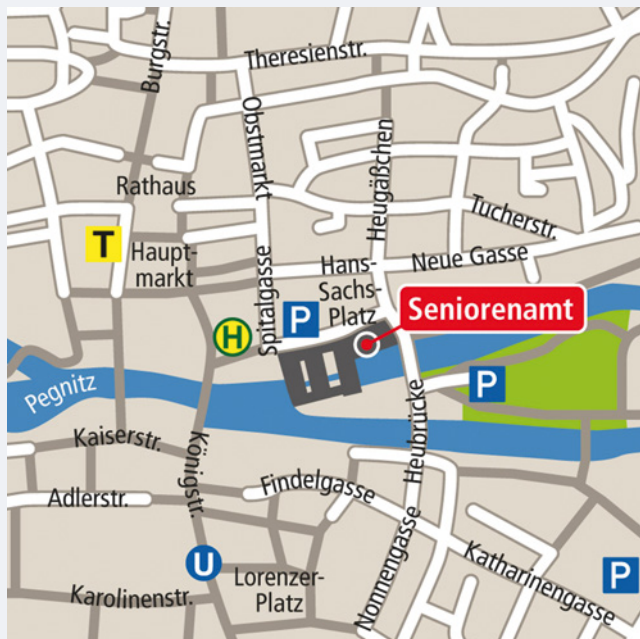 Theresienstr.
Burgstr.
Obstmarkt
Heugäßchen
Rathaus
Tucherstr.
T
Haupt-
markt
Neue Gasse
Hans-
Sachs-
Platz
Spitalgasse
P
H
Seniorenamt
Pegnitz
P
Heubrücke
Kaiserstr.
Königstr.
Adlerstr.
Findelgasse
Nonnengasse
Katharinengasse
U
Lorenzer-
Platz
P
Karolinenstr.